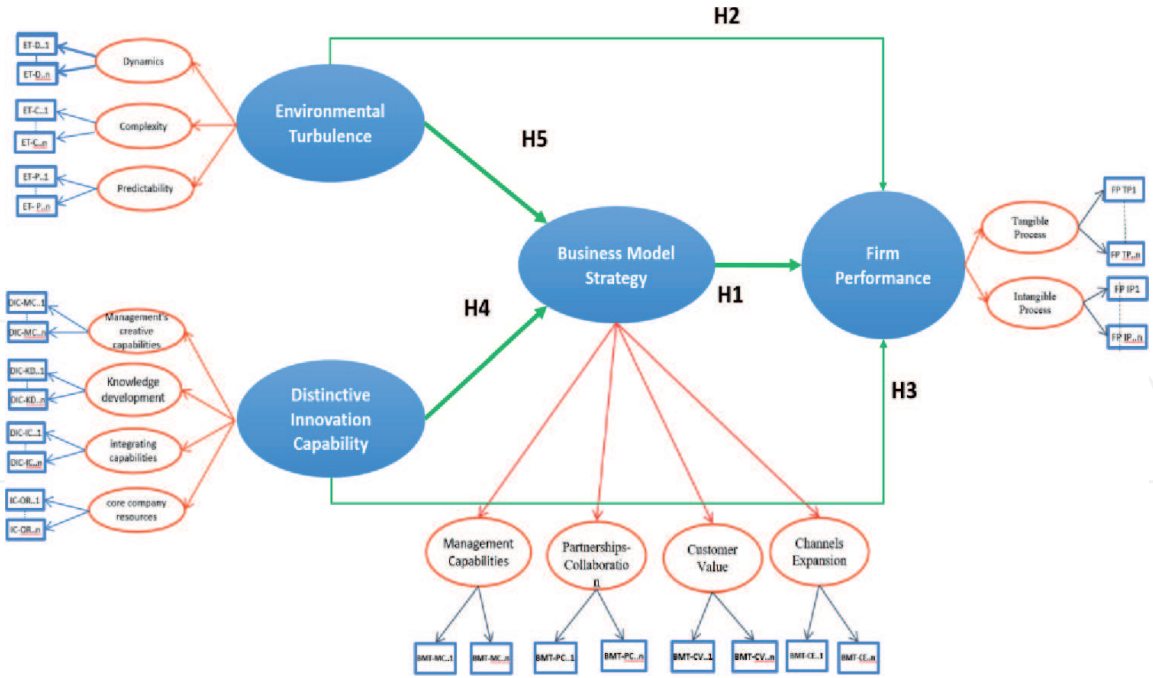 H2
ET-D..1
ET-D..n
Dynamics
ET-C..1
ET-C..n
Complexity
ET-P..1
ET- P..n
Predictability
Environmental
Turbulence
H5
Business Model
Strategy
H1
Firm
Performance
Tangible
Process
FP TP1
FP TP..n
Intangible
Process
FP IP1
FP IP..n
H4
H3
DIC-MC..1
DIC-MC..n
Management's
creative
capabilities
DIC-KD..1
DIC-KD..n
Knowledge
development
DIC-IC..1
DIC-IC..n
integrating
capabilities
IC-OR..1
IC-OR..n
core company
resources
Distinctive
Innovation
Capability
Management
Capabilities
Partnerships-
Collaboratio
n
Customer
Value
Channels
Expansion
BMT-MC..1
BMT-MC..n
BMT-PC..1
BMT-PC..n
BMT-CV..1
BMT-CV..n
BMT-CE..1
BMT-CE..n